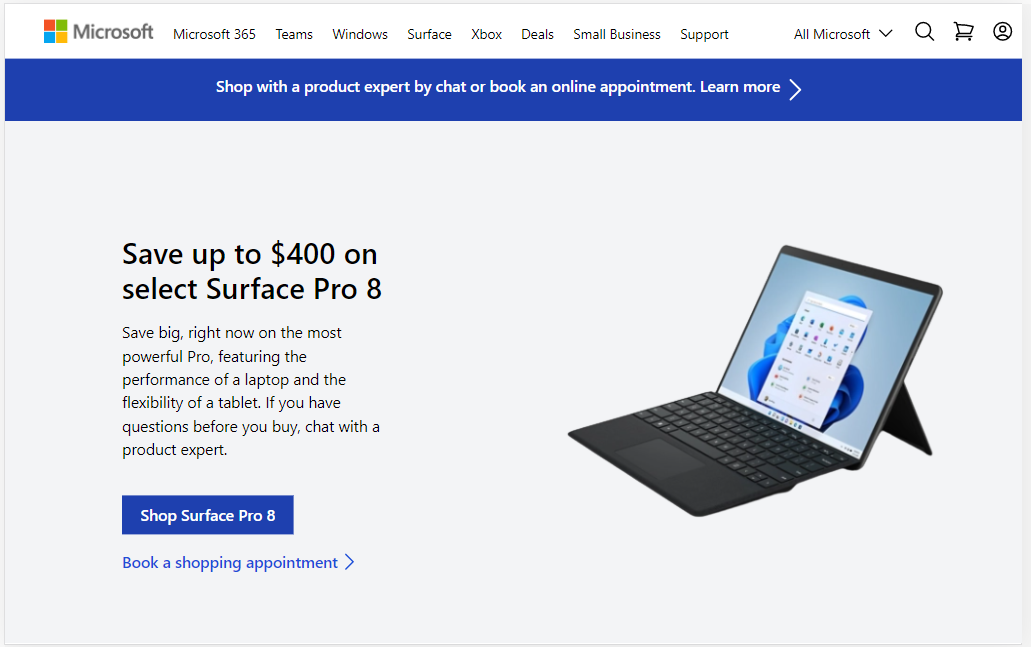 Microsoft
Microsoft 365 Teams Windows Surface Xbox Deals Small Business Support All Microsoft
Shop with a product expert by chat or book an online appointment. Learn more
Save up to $400 on
select Surface Pro 8
Save big, right now on the most
powerful Pro, featuring the
performance of a laptop and the
flexibility of a tablet. If you have
questions before you buy, chat with a
product expert.
Shop Surface Pro 8
Book a shopping appointment